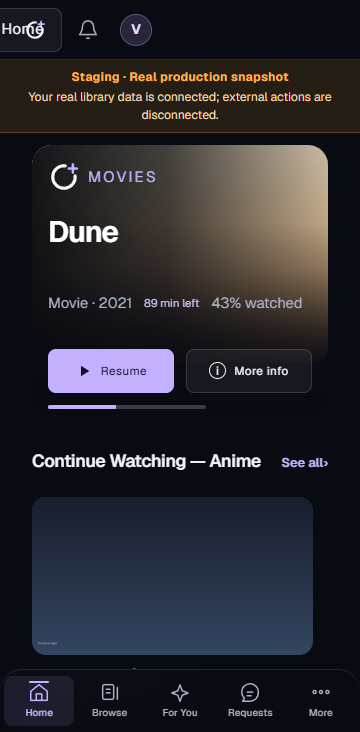 Home
V
Staging · Real production snapshot
Your real library data is connected; external actions are
disconnected.
MOVIES
Dune
Movie · 2021 89 min left 43% watched
Resume
More info
Continue Watching — Anime See all›
Home Browse For You Requests More